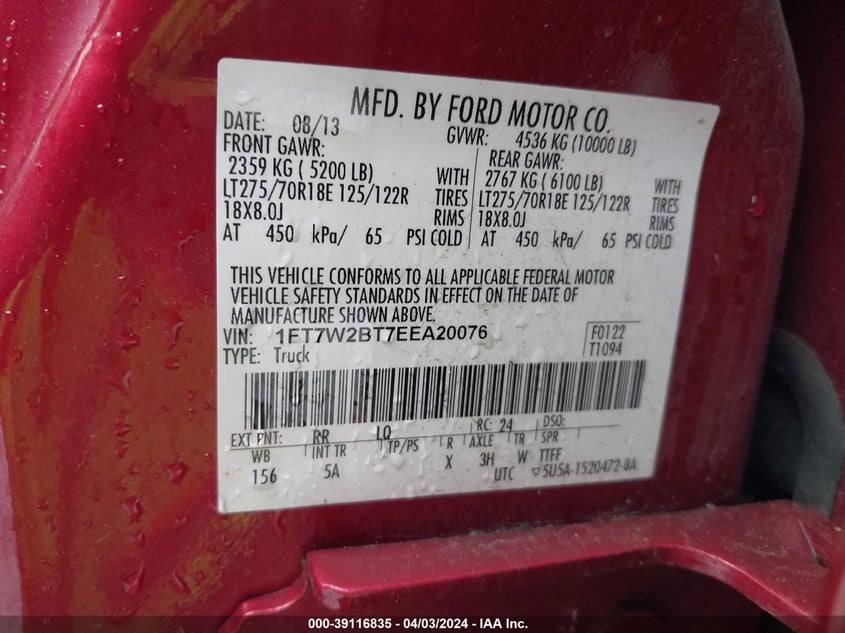 MFD. BY FORD MOTOR CO.
DATE: 08/13 GVWR: 4536 KG (10000 LB)
FRONT GAWR: REAR GAWR:
2359 KG ( 5200 LB) WITH 2767 KG ( 6100 LB) WITH
LT275/70R18E 125/122R TIRES LT275/70R18E 125/122R TIRES
18X8.0J RIMS 18X8.0J RIMS
AT 450 kPa/ 65 PSI COLD AT 450 kPa/ 65 PSI COLD
THIS VEHICLE CONFORMS TO ALL APPLICABLE FEDERAL MOTOR
VEHICLE SAFETY STANDARDS IN EFFECT ON THE DATE OF
MANUFACTURE SHOWN ABOVE.
VIN: 1FT7W2BT7EEA20076 F0122
TYPE: Truck T1094
EXT PNT: RR LQ RC: 24 DSO:
WB INT TR TP/PS R AXLE TR SPR
156 5A X 3H W TTFF
UTC ▽5U5A-1520472-BA
000-39116835 - 04/03/2024 - IAA Inc.